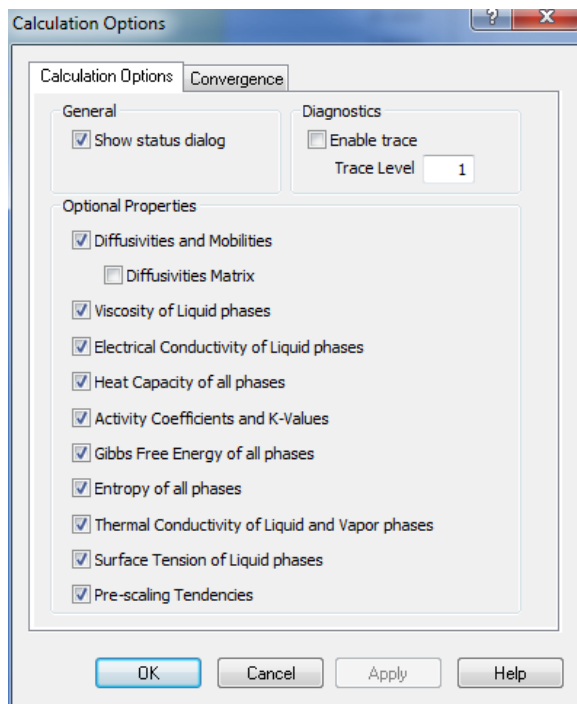 Calculation Options
?
Calculation Options
Convergence
General
Show status dialog
Diagnostics
Enable trace
Trace Level 1
Optional Properties
Diffusivities and Mobilities
Diffusivities Matrix
Viscosity of Liquid phases
Electrical Conductivity of Liquid phases
Heat Capacity of all phases
Activity Coefficients and K-Values
Gibbs Free Energy of all phases
Entropy of all phases
Thermal Conductivity of Liquid and Vapor phases
Surface Tension of Liquid phases
Pre-scaling Tendencies
OK
Cancel
Apply
Help